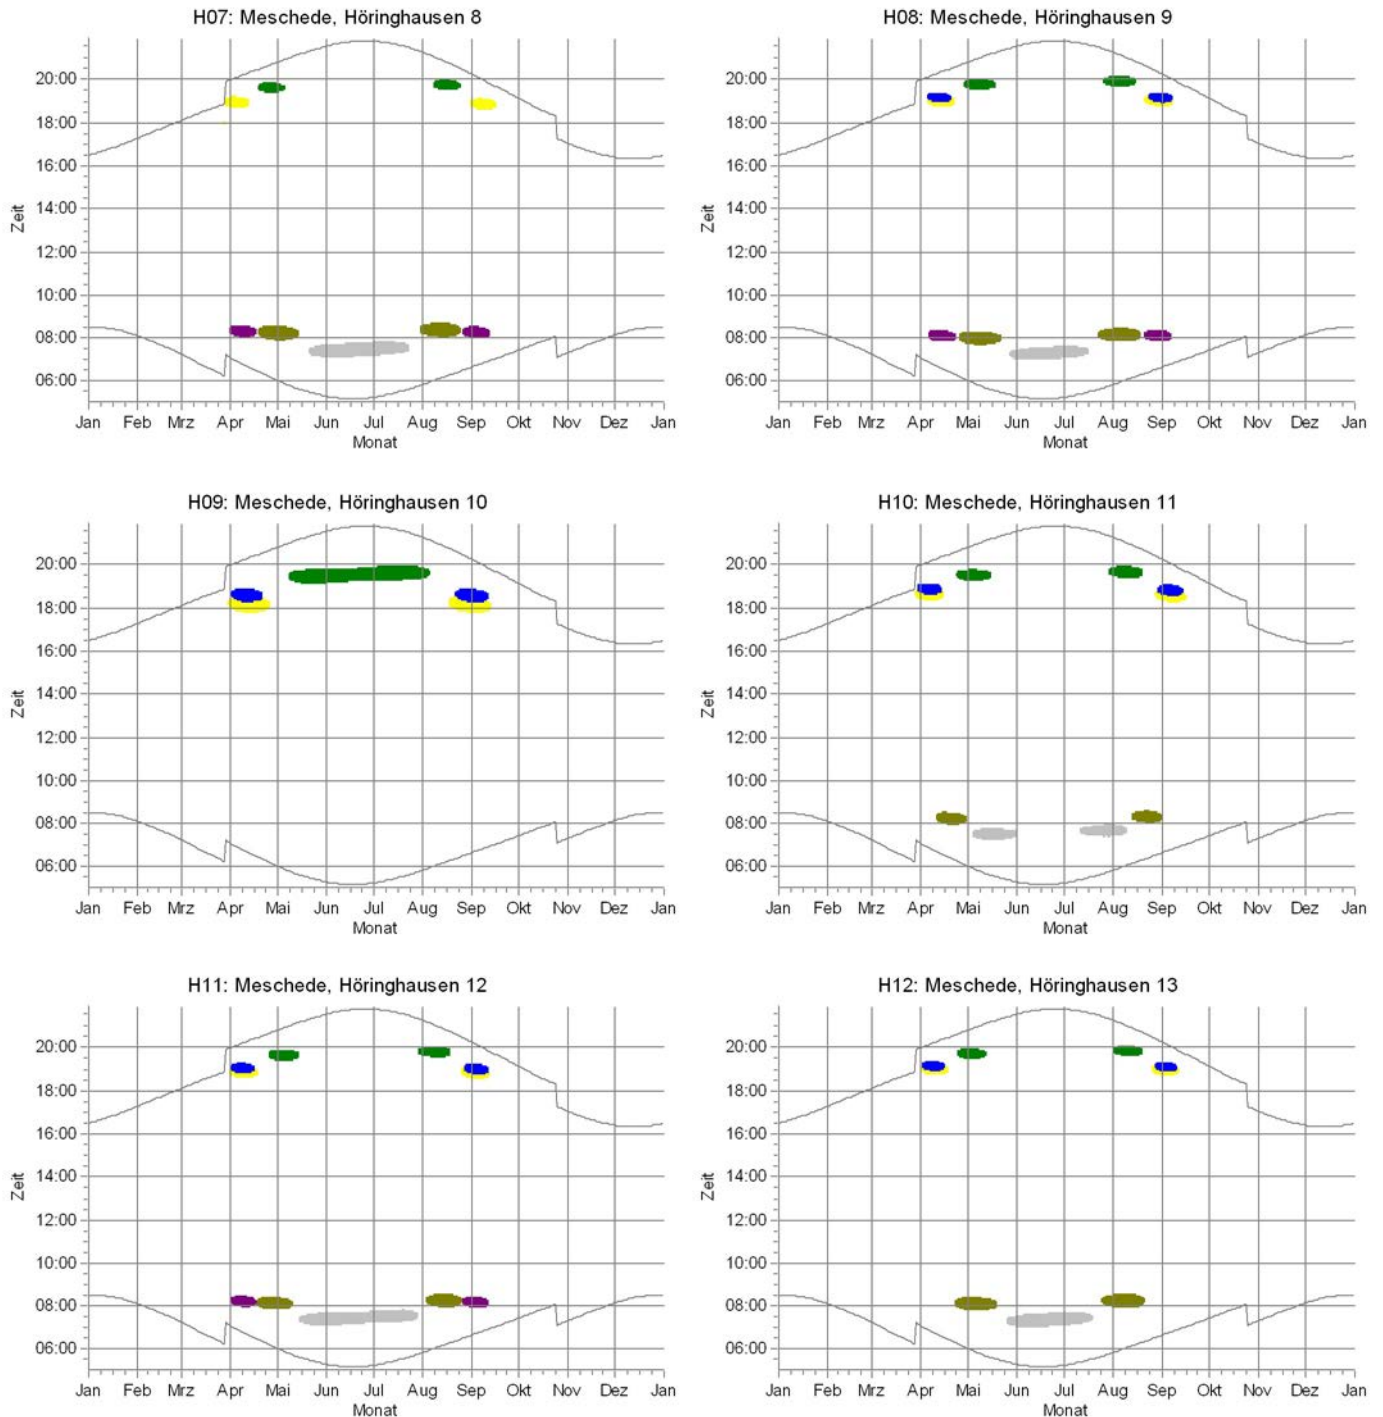 H07: Meschede, Höringhausen 8
20:00
18:00
16:00
14:00
12:00
10:00
08:00
06:00
Zeit
Jan Feb Mrz Apr Mai Jun Jul Aug Sep Okt Nov Dez Jan
Monat
H08: Meschede, Höringhausen 9
20:00
18:00
16:00
14:00
12:00
10:00
08:00
06:00
Zeit
Jan Feb Mrz Apr Mai Jun Jul Aug Sep Okt Nov Dez Jan
Monat
H09: Meschede, Höringhausen 10
20:00
18:00
16:00
14:00
12:00
10:00
08:00
06:00
Zeit
Jan Feb Mrz Apr Mai Jun Jul Aug Sep Okt Nov Dez Jan
Monat
H10: Meschede, Höringhausen 11
20:00
18:00
16:00
14:00
12:00
10:00
08:00
06:00
Zeit
Jan Feb Mrz Apr Mai Jun Jul Aug Sep Okt Nov Dez Jan
Monat
H11: Meschede, Höringhausen 12
20:00
18:00
16:00
14:00
12:00
10:00
08:00
06:00
Zeit
Jan Feb Mrz Apr Mai Jun Jul Aug Sep Okt Nov Dez Jan
Monat
H12: Meschede, Höringhausen 13
20:00
18:00
16:00
14:00
12:00
10:00
08:00
06:00
Zeit
Jan Feb Mrz Apr Mai Jun Jul Aug Sep Okt Nov Dez Jan
Monat